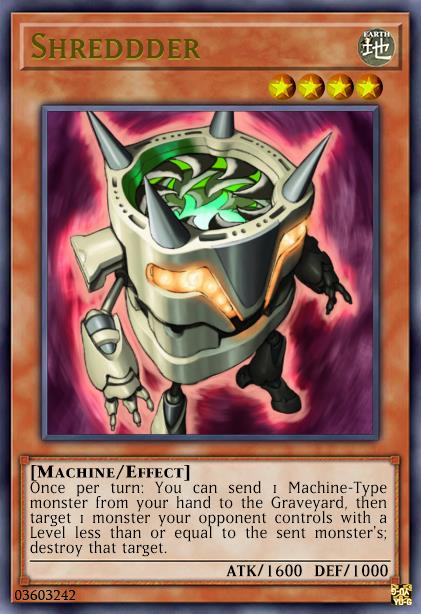 SHREDDDER
EARTH
地
[MACHINE/EFFECT]
Once per turn: You can send 1 Machine-Type
monster from your hand to the Graveyard, then
target 1 monster your opponent controls with a
Level less than or equal to the sent monster's;
destroy that target.
ATK/1600 DEF/1000
03603242